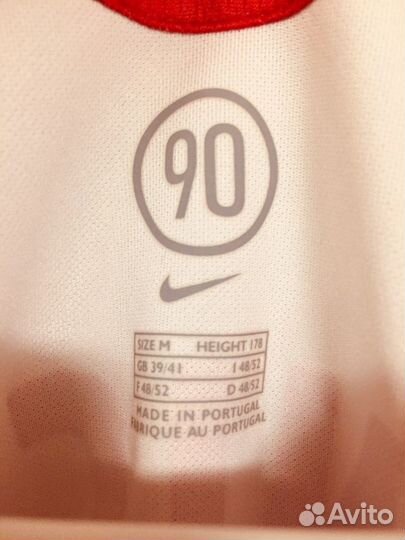 90
SIZE M HEIGHT 178
GB 39/41 I 48/52
F 48/52 D 48/52
MADE IN PORTUGAL
FABRIQUE AU PORTUGAL
Avito